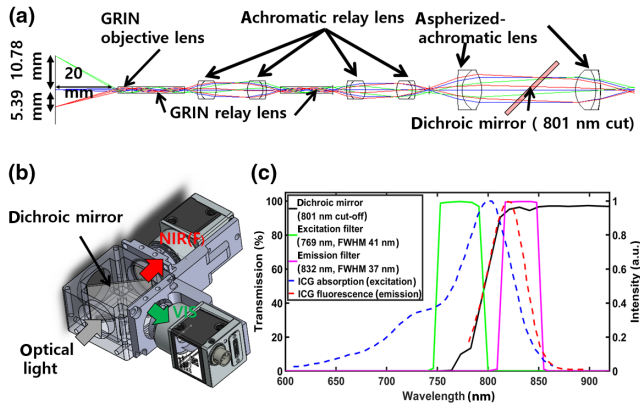 (a)
GRIN
objective lens
Achromatic relay lens
Aspherized-
achromatic lens
10.78
mm
20
mm
5.39
mm
GRIN relay lens
Dichroic mirror ( 801 nm cut)
(b)
Dichroic mirror
NIR(F)
VIS
Optical
light
(c)
Dichroic mirror
(801 nm cut-off)
Excitation filter
(769 nm, FWHM 41 nm)
Emission filter
(832 nm, FWHM 37 nm)
ICG absorption (excitation)
ICG fluorescence (emission)
Transmission (%)
100
80
60
40
20
0
1
0.8
0.6
0.4
0.2
0
Intensity (a.u.)
600 650 700 750 800 850 900
Wavelength (nm)